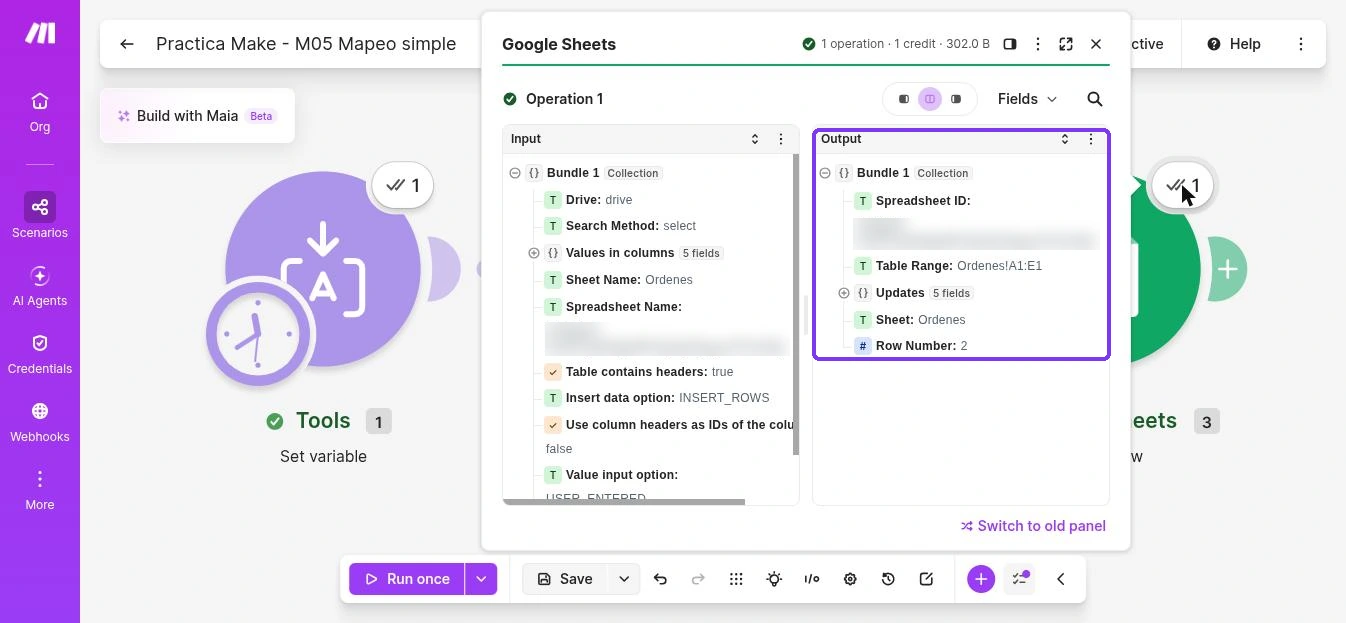 Practica Make - M05 Mapeo simple
ctive
Help
Org
Scenarios
AI Agents
Credentials
Webhooks
More
Build with Maia Beta
1
A
Tools 1
Set variable
Google Sheets
1 operation · 1 credit · 302.0 B
Operation 1
Fields
Input
{} Bundle 1 Collection
T Drive: drive
T Search Method: select
{} Values in columns 5 fields
T Sheet Name: Ordenes
T Spreadsheet Name:
Table contains headers: true
T Insert data option: INSERT_ROWS
Use column headers as IDs of the colu
false
T Value input option:
USER_ENTERED
Output
{} Bundle 1 Collection
T Spreadsheet ID:
T Table Range: Ordenes!A1:E1
{} Updates 5 fields
T Sheet: Ordenes
# Row Number: 2
Switch to old panel
1
eets 3
w
Run once
Save